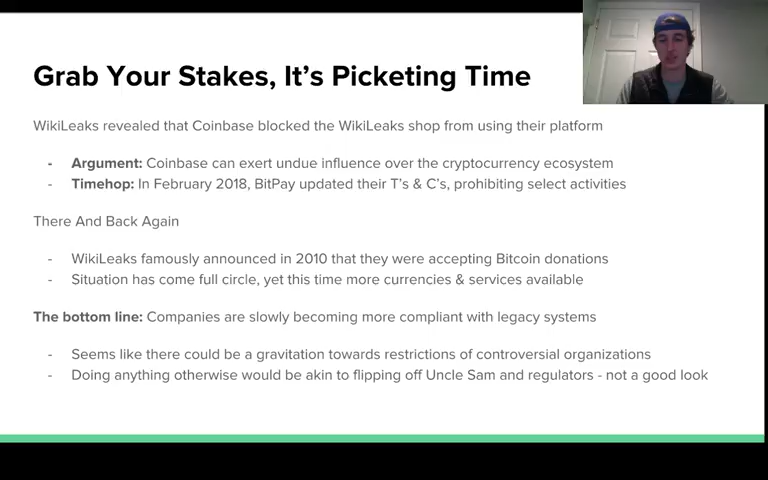 Grab Your Stakes, It's Picketing Time
WikiLeaks revealed that Coinbase blocked the WikiLeaks shop from using their platform
- Argument: Coinbase can exert undue influence over the cryptocurrency ecosystem
- Timehop: In February 2018, BitPay updated their T's & C's, prohibiting select activities
There And Back Again
- WikiLeaks famously announced in 2010 that they were accepting Bitcoin donations
- Situation has come full circle, yet this time more currencies & services available
The bottom line: Companies are slowly becoming more compliant with legacy systems
- Seems like there could be a gravitation towards restrictions of controversial organizations
- Doing anything otherwise would be akin to flipping off Uncle Sam and regulators - not a good look